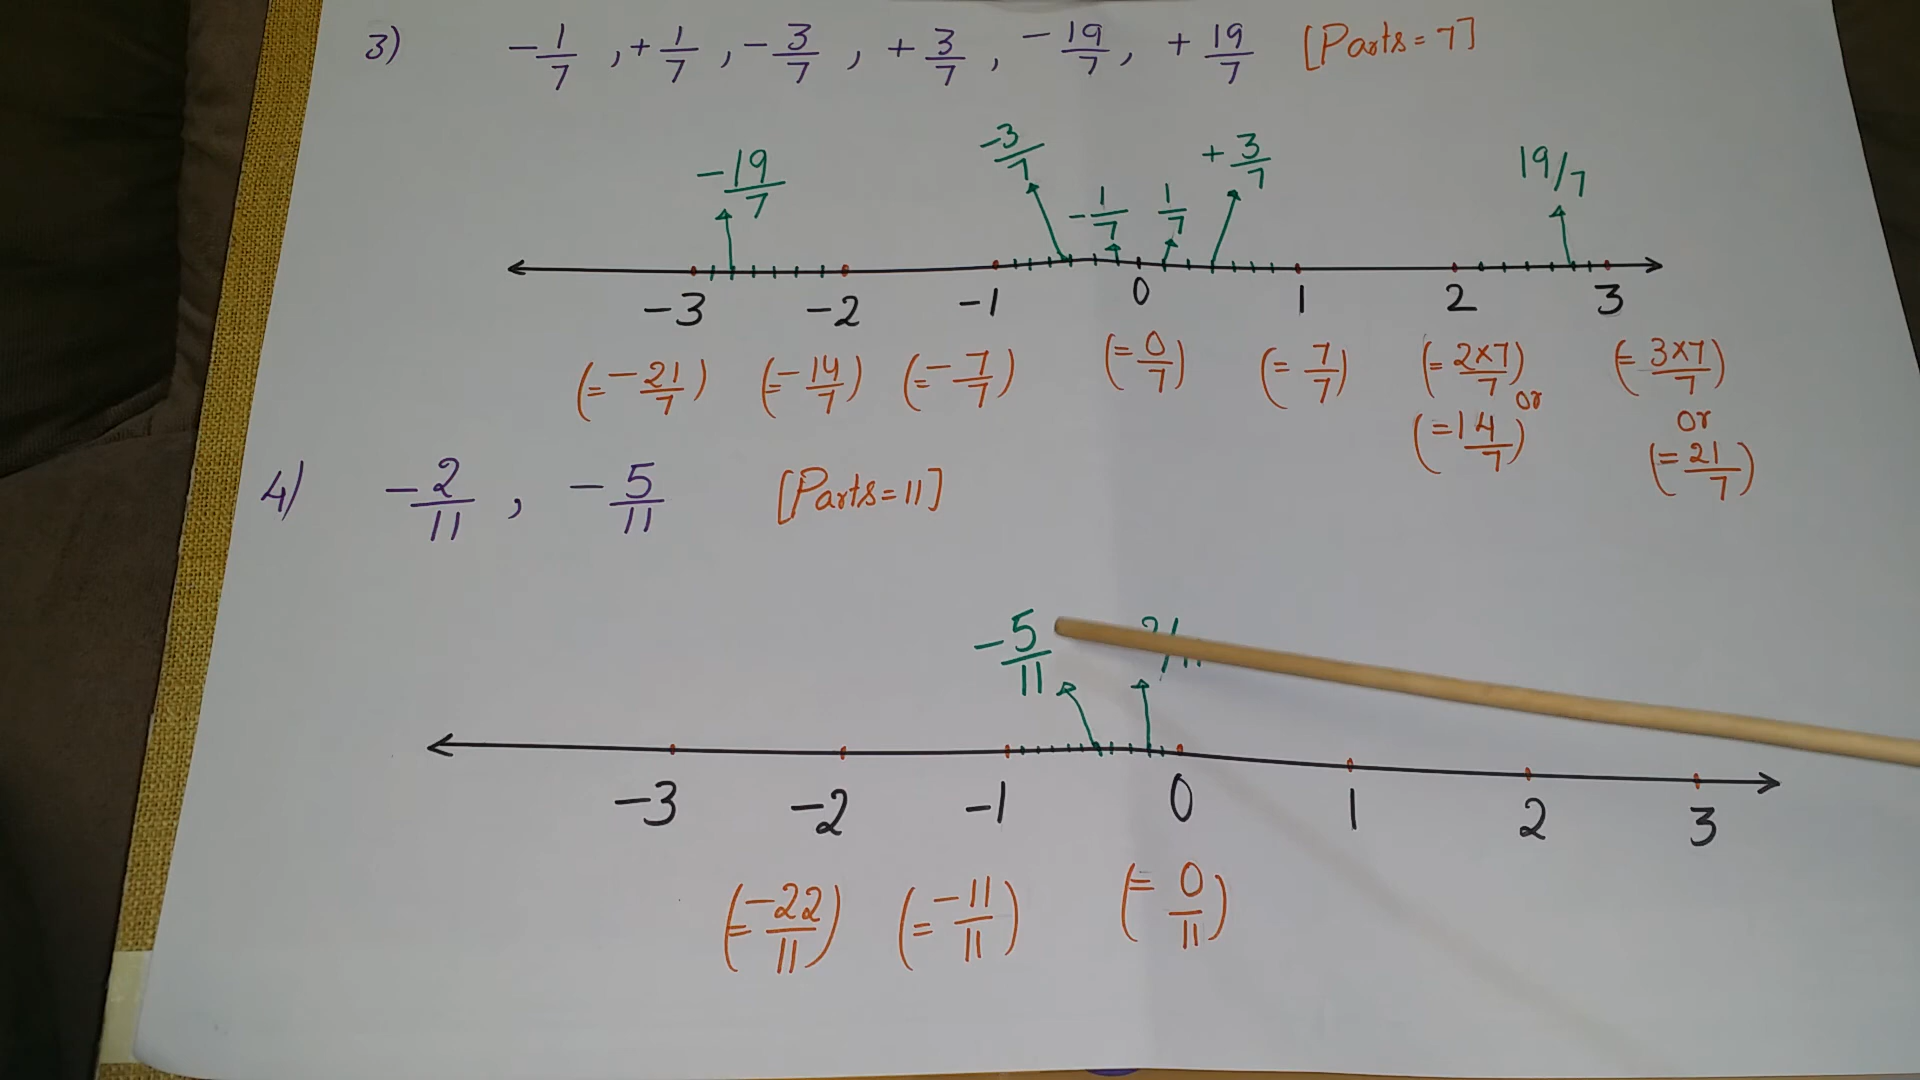 3) -1/7 , +1/7 , -3/7 , +3/7 , -19/7 , +19/7 [Parts=7]
-19/7 -3/7 -1/7 1/7 +3/7 19/7
-3 -2 -1 0 1 2 3
(=-21/7) (=-14/7) (=-7/7) (=0/7) (=7/7) (=2×7/7) or (=14/7) (=3×7/7) or (=21/7)
4) -2/11 , -5/11 [Parts=11]
-5/11
-3 -2 -1 0 1 2 3
(=-22/11) (=-11/11) (=0/11)